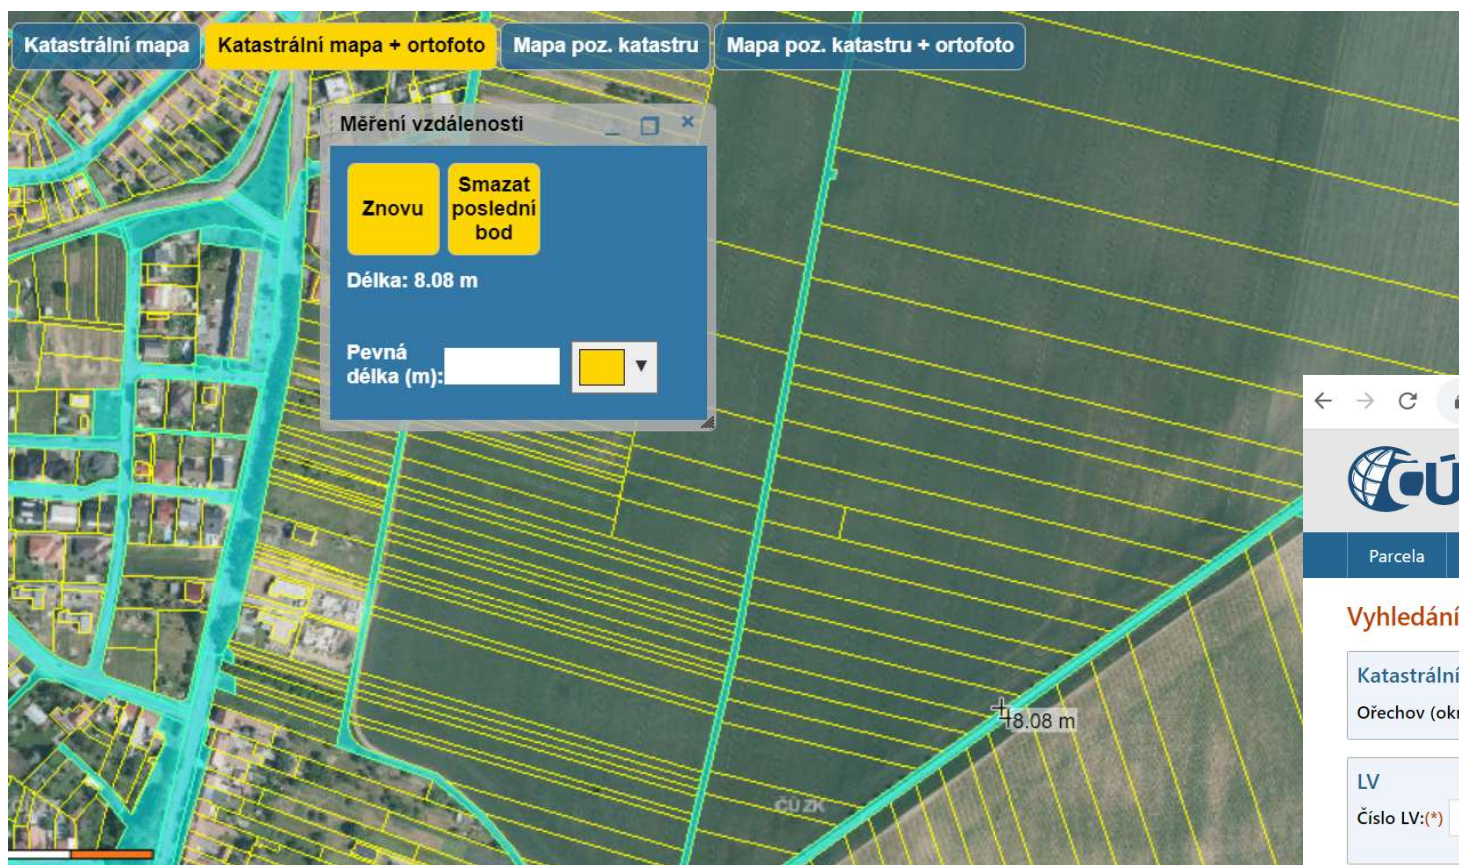 Katastrální mapa
Katastrální mapa + ortofoto
Mapa poz. katastru
Mapa poz. katastru + ortofoto
Měření vzdálenosti
Znovu
Smazat
poslední
bod
Délka: 8.08 m
Pevná
délka (m):
8.08 m
ČÚZK
Parcela
Vyhledání
Katastrální
Ořechov (okr
LV
Číslo LV:(*)